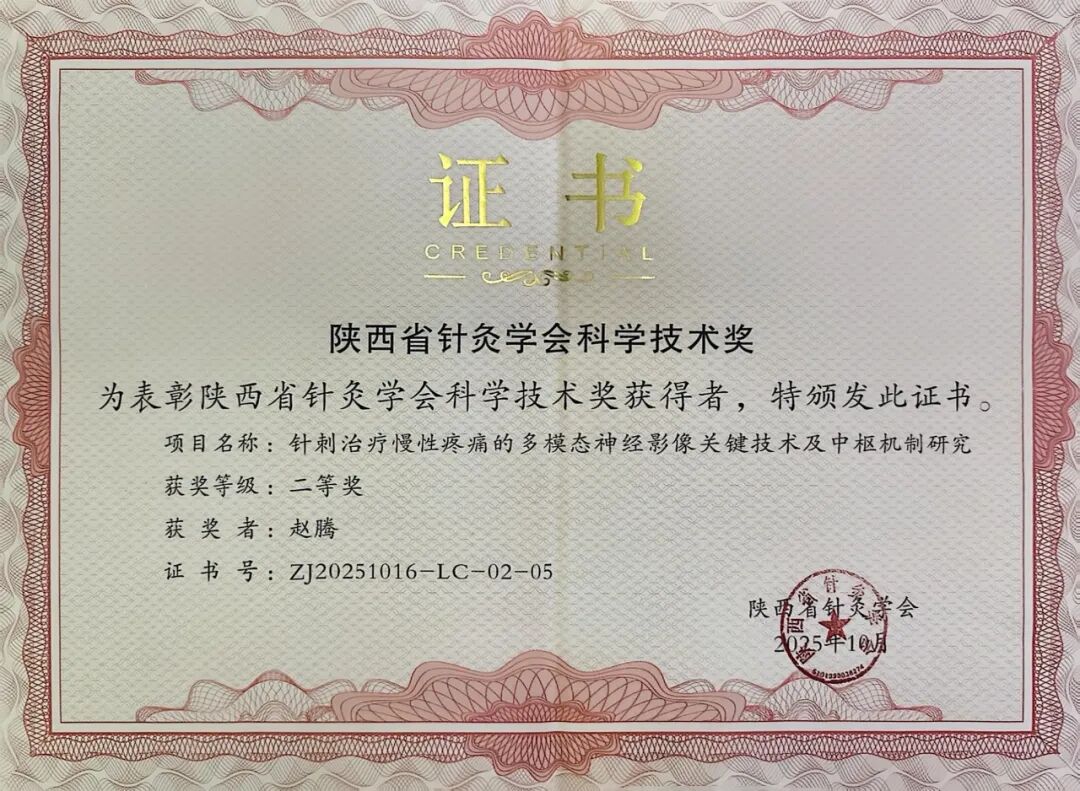 证书
CREDENTIAL
陕西省针灸学会科学技术奖
为表彰陕西省针灸学会科学技术奖获得者，特颁发此证书。
项目名称：针刺治疗慢性疼痛的多模态神经影像关键技术及中枢机制研究
获奖等级：二等奖
获奖者：赵腾
证书号：ZJ20251016-LC-02-05
陕西省针灸学会
2025年10月